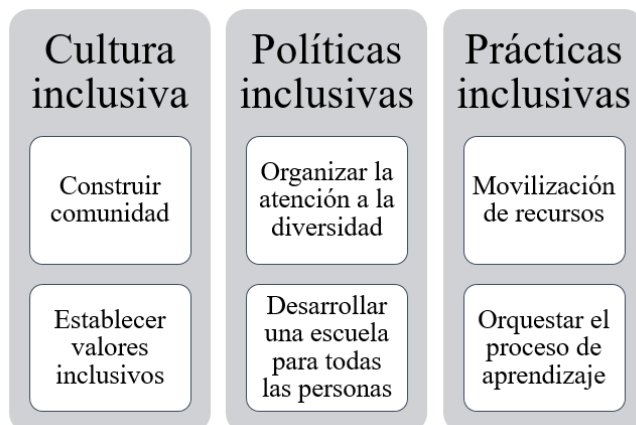 Cultura
inclusiva
Construir
comunidad
Establecer
valores
inclusivos
Políticas
inclusivas
Organizar la
atención a la
diversidad
Desarrollar
una escuela
para todas
las personas
Prácticas
inclusivas
Movilización
de recursos
Orquestar el
proceso de
aprendizaje